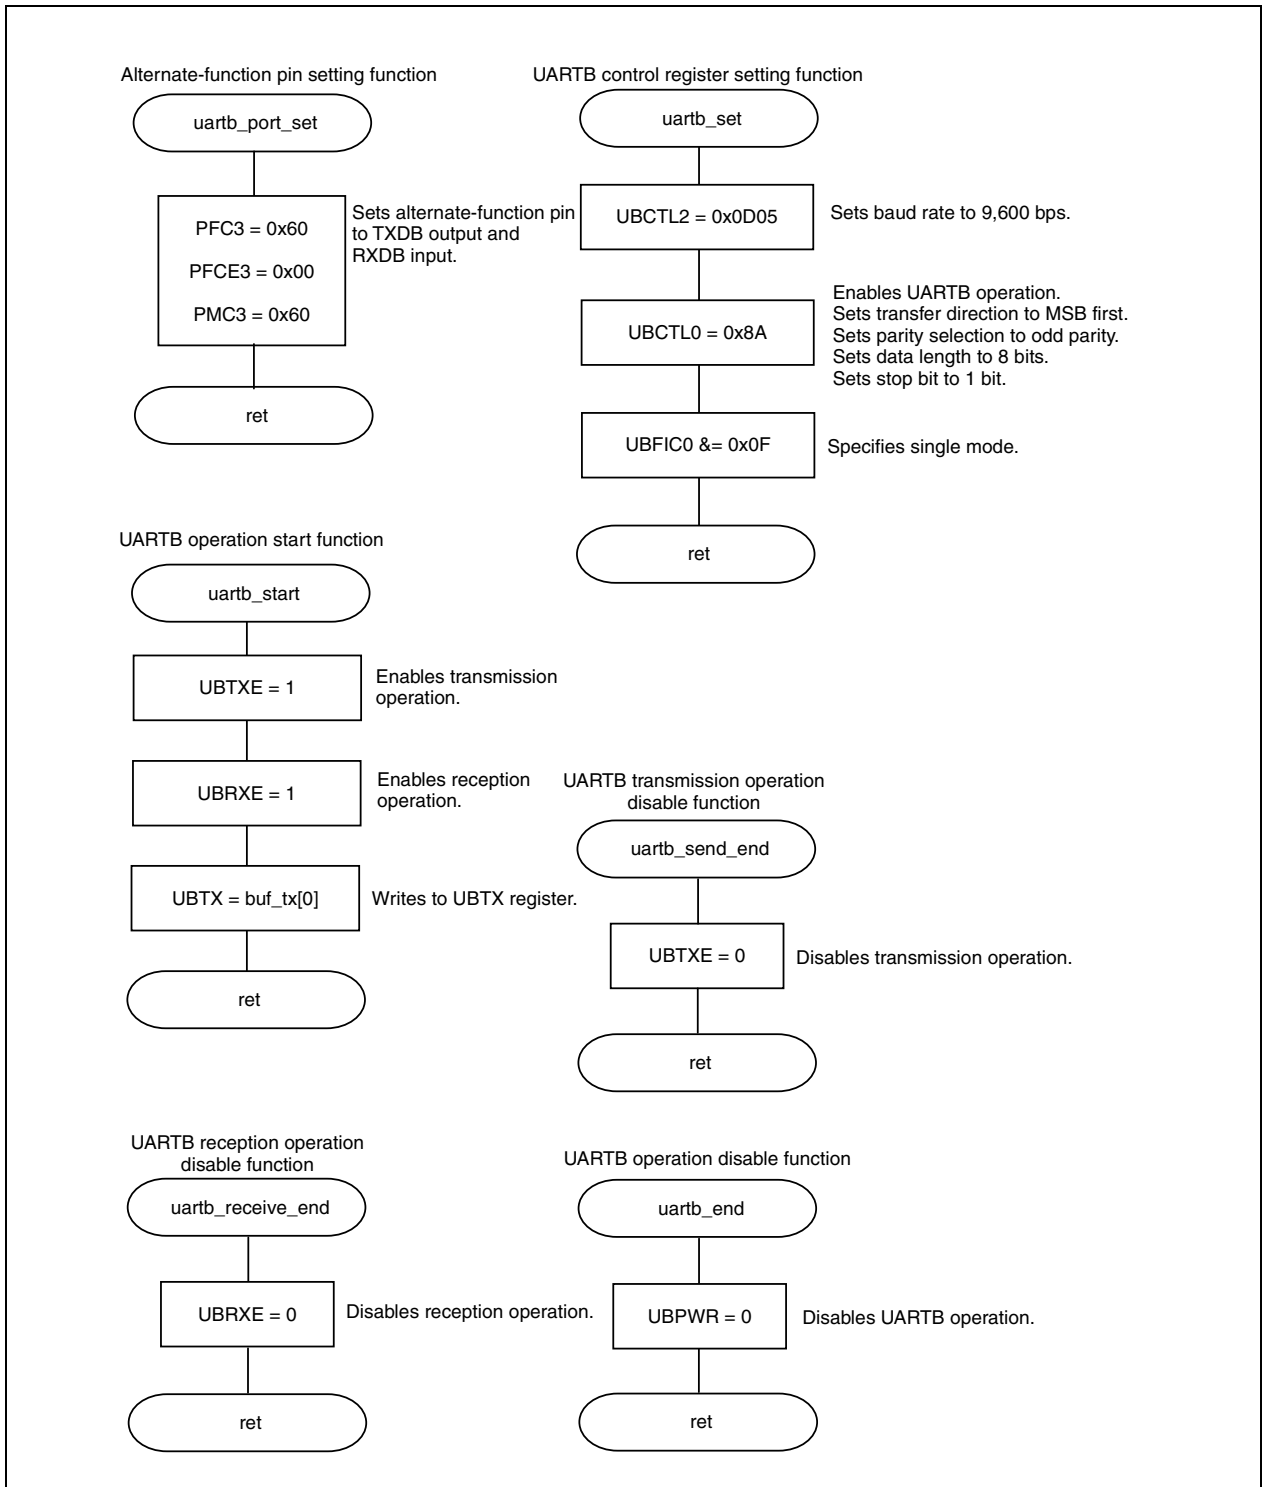 Alternate-function pin setting function
uartb_port_set
PFC3 = 0x60
PFCE3 = 0x00
PMC3 = 0x60
Sets alternate-function pin
to TXDB output and
RXDB input.
ret
UARTB control register setting function
uartb_set
UBCTL2 = 0x0D05
Sets baud rate to 9,600 bps.
UBCTL0 = 0x8A
Enables UARTB operation.
Sets transfer direction to MSB first.
Sets parity selection to odd parity.
Sets data length to 8 bits.
Sets stop bit to 1 bit.
UBFIC0 &= 0x0F
Specifies single mode.
ret
UARTB operation start function
uartb_start
UBTXE = 1
Enables transmission
operation.
UBRXE = 1
Enables reception
operation.
UBTX = buf_tx[0]
Writes to UBTX register.
ret
UARTB transmission operation
disable function
uartb_send_end
UBTXE = 0
Disables transmission operation.
ret
UARTB reception operation
disable function
uartb_receive_end
UBRXE = 0
Disables reception operation.
ret
UARTB operation disable function
uartb_end
UBPWR = 0
Disables UARTB operation.
ret